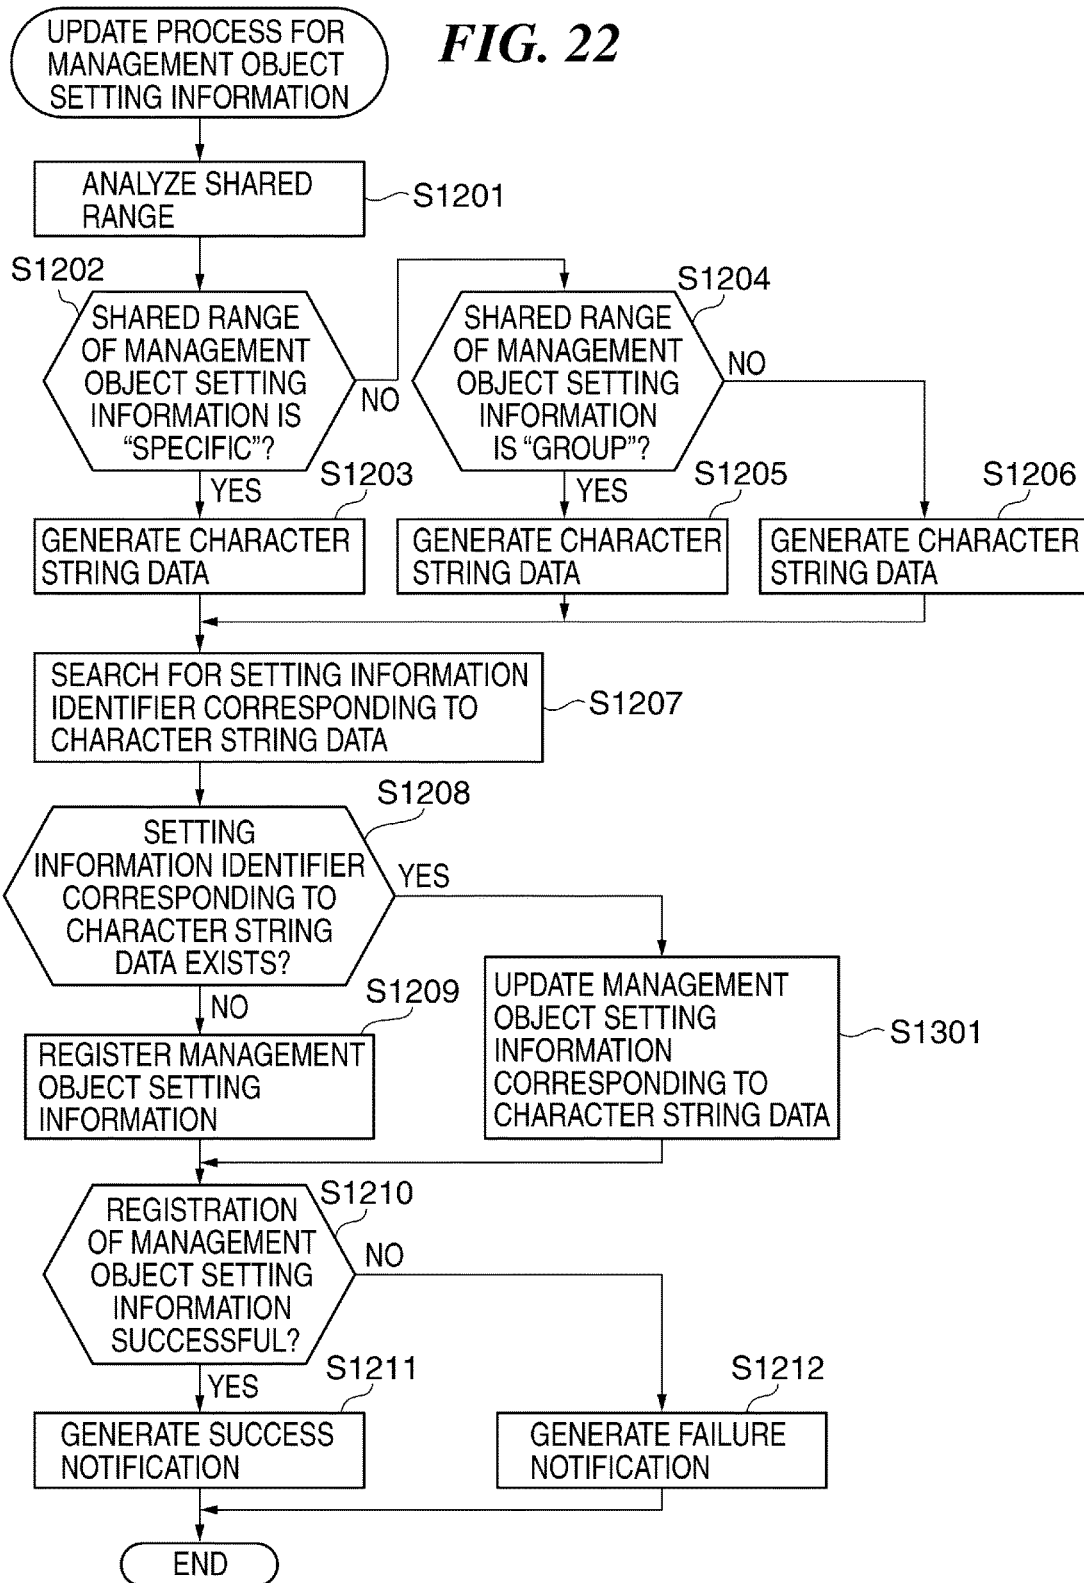 FIG. 22
UPDATE PROCESS FOR
MANAGEMENT OBJECT
SETTING INFORMATION
ANALYZE SHARED
RANGE
S1201
S1202
SHARED RANGE
OF MANAGEMENT
OBJECT SETTING
INFORMATION IS
“SPECIFIC”?
NO
YES
S1204
SHARED RANGE
OF MANAGEMENT
OBJECT SETTING
INFORMATION
IS “GROUP”?
NO
YES
S1203
GENERATE CHARACTER
STRING DATA
S1205
GENERATE CHARACTER
STRING DATA
S1206
GENERATE CHARACTER
STRING DATA
SEARCH FOR SETTING INFORMATION
IDENTIFIER CORRESPONDING TO
CHARACTER STRING DATA
S1207
S1208
SETTING
INFORMATION IDENTIFIER
CORRESPONDING TO
CHARACTER STRING
DATA EXISTS?
YES
NO
S1209
REGISTER MANAGEMENT
OBJECT SETTING
INFORMATION
UPDATE MANAGEMENT
OBJECT SETTING
INFORMATION
CORRESPONDING TO
CHARACTER STRING DATA
S1301
S1210
REGISTRATION
OF MANAGEMENT
OBJECT SETTING
INFORMATION
SUCCESSFUL?
NO
YES
S1211
GENERATE SUCCESS
NOTIFICATION
S1212
GENERATE FAILURE
NOTIFICATION
END